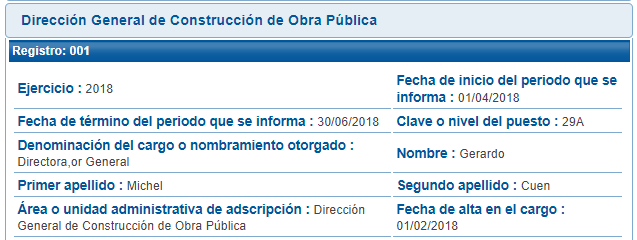 Dirección General de Construcción de Obra Pública
Registro: 001
Ejercicio : 2018
Fecha de inicio del periodo que se
informa : 01/04/2018
Fecha de término del periodo que se informa : 30/06/2018
Clave o nivel del puesto : 29A
Denominación del cargo o nombramiento otorgado :
Directora,or General
Nombre : Gerardo
Primer apellido : Michel
Segundo apellido : Cuen
Área o unidad administrativa de adscripción : Dirección
General de Construcción de Obra Pública
Fecha de alta en el cargo :
01/02/2018